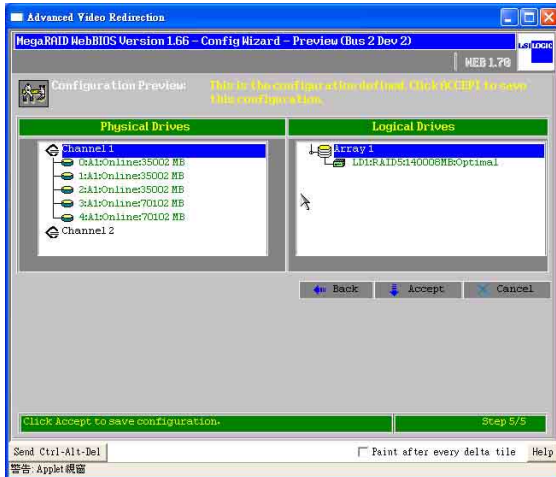 Advanced Video Redirection
MegaRAID WebBIOS Version 1.66 - Config Wizard - Preview (Bus 2 Dev 2)
LSI LOGIC
WEB 1.78
Configuration Preview:
This is the configuration defined. Click ACCEPT to save
this configuration.
Physical Drives
Logical Drives
Channel 1
0:A1:Online:35002 MB
1:A1:Online:35002 MB
2:A1:Online:35002 MB
3:A1:Online:70102 MB
4:A1:Online:70102 MB
Channel 2
Array 1
LD1:RAID5:140008MB:Optimal
Back
Accept
Cancel
Click Accept to save configuration.
Step 5/5
Send Ctrl-Alt-Del
Paint after every delta tile
Help
警告: Applet 視窗